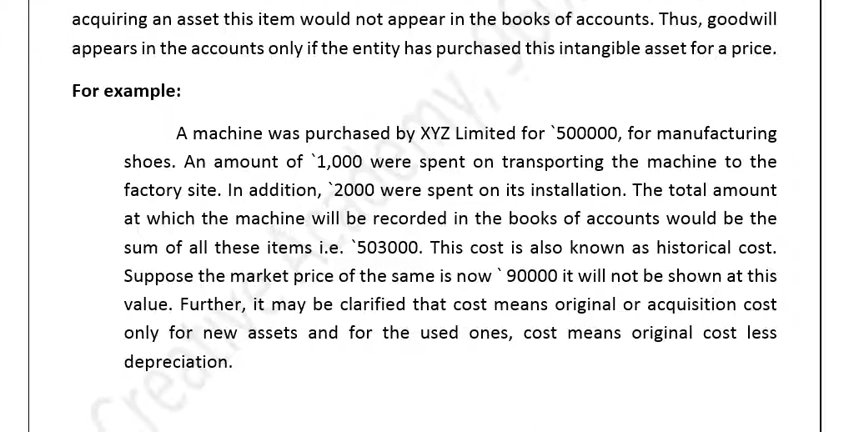 acquiring an asset this item would not appear in the books of accounts. Thus, goodwill
appears in the accounts only if the entity has purchased this intangible asset for a price.
For example:
A machine was purchased by XYZ Limited for `500000, for manufacturing
shoes. An amount of `1,000 were spent on transporting the machine to the
factory site. In addition, `2000 were spent on its installation. The total amount
at which the machine will be recorded in the books of accounts would be the
sum of all these items i.e. `503000. This cost is also known as historical cost.
Suppose the market price of the same is now ` 90000 it will not be shown at this
value. Further, it may be clarified that cost means original or acquisition cost
only for new assets and for the used ones, cost means original cost less
depreciation.
Creative Academy,